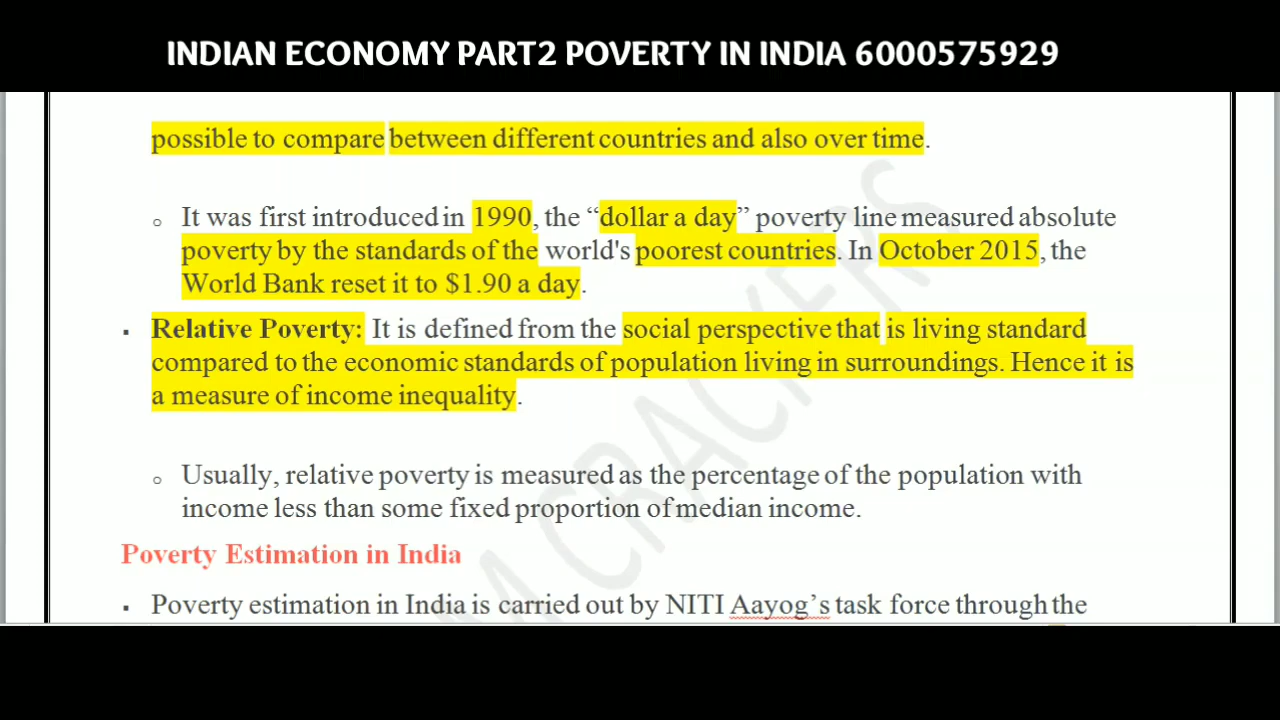 INDIAN ECONOMY PART2 POVERTY IN INDIA 6000575929
possible to compare between different countries and also over time.
It was first introduced in 1990, the “dollar a day” poverty line measured absolute
poverty by the standards of the world's poorest countries. In October 2015, the
World Bank reset it to $1.90 a day.
Relative Poverty: It is defined from the social perspective that is living standard
compared to the economic standards of population living in surroundings. Hence it is
a measure of income inequality.
Usually, relative poverty is measured as the percentage of the population with
income less than some fixed proportion of median income.
Poverty Estimation in India
Poverty estimation in India is carried out by NITI Aayog’s task force through the
M CRACKERS